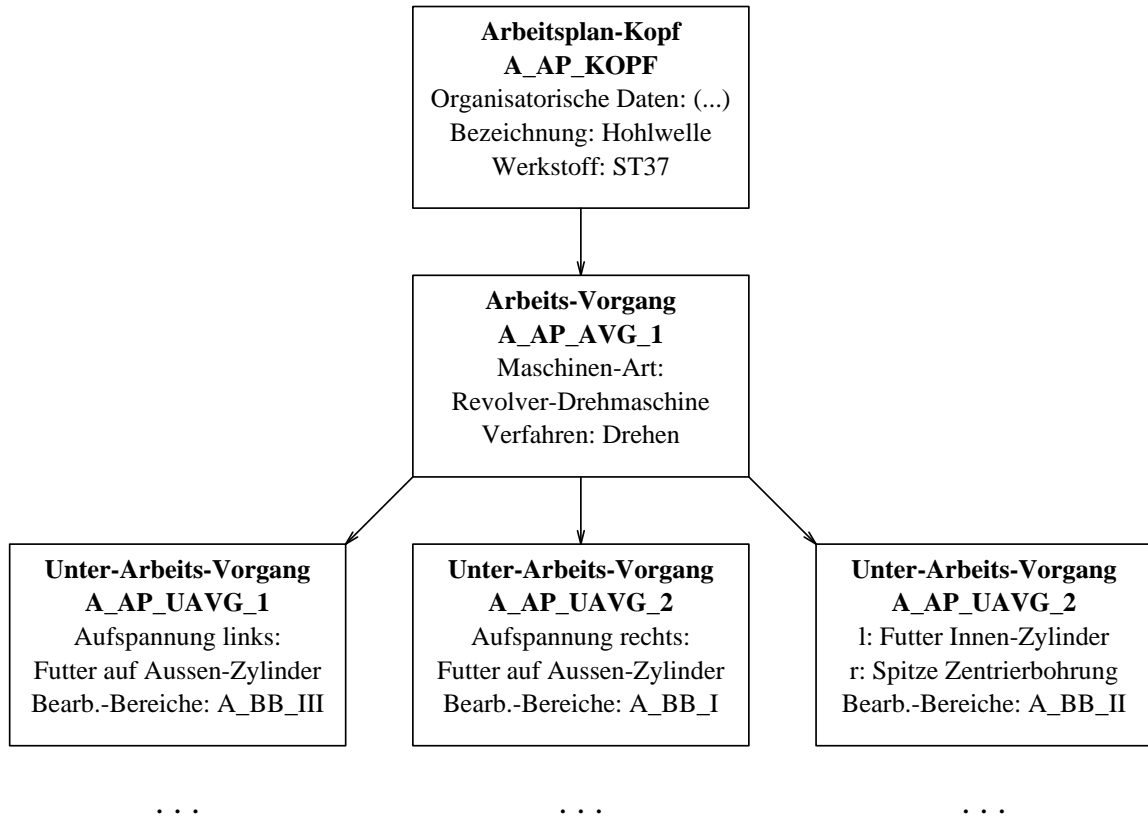 Arbeitsplan-Kopf
A_AP_KOPF
Organisatorische Daten: (...)
Bezeichnung: Hohlwelle
Werkstoff: ST37
Arbeits-Vorgang
A_AP_AVG_1
Maschinen-Art:
Revolver-Drehmaschine
Verfahren: Drehen
Unter-Arbeits-Vorgang
A_AP_UAVG_1
Aufspannung links:
Futter auf Aussen-Zylinder
Bearb.-Bereiche: A_BB_III
Unter-Arbeits-Vorgang
A_AP_UAVG_2
Aufspannung rechts:
Futter auf Aussen-Zylinder
Bearb.-Bereiche: A_BB_I
Unter-Arbeits-Vorgang
A_AP_UAVG_2
l: Futter Innen-Zylinder
r: Spitze Zentrierbohrung
Bearb.-Bereiche: A_BB_II
. . .
. . .
. . .